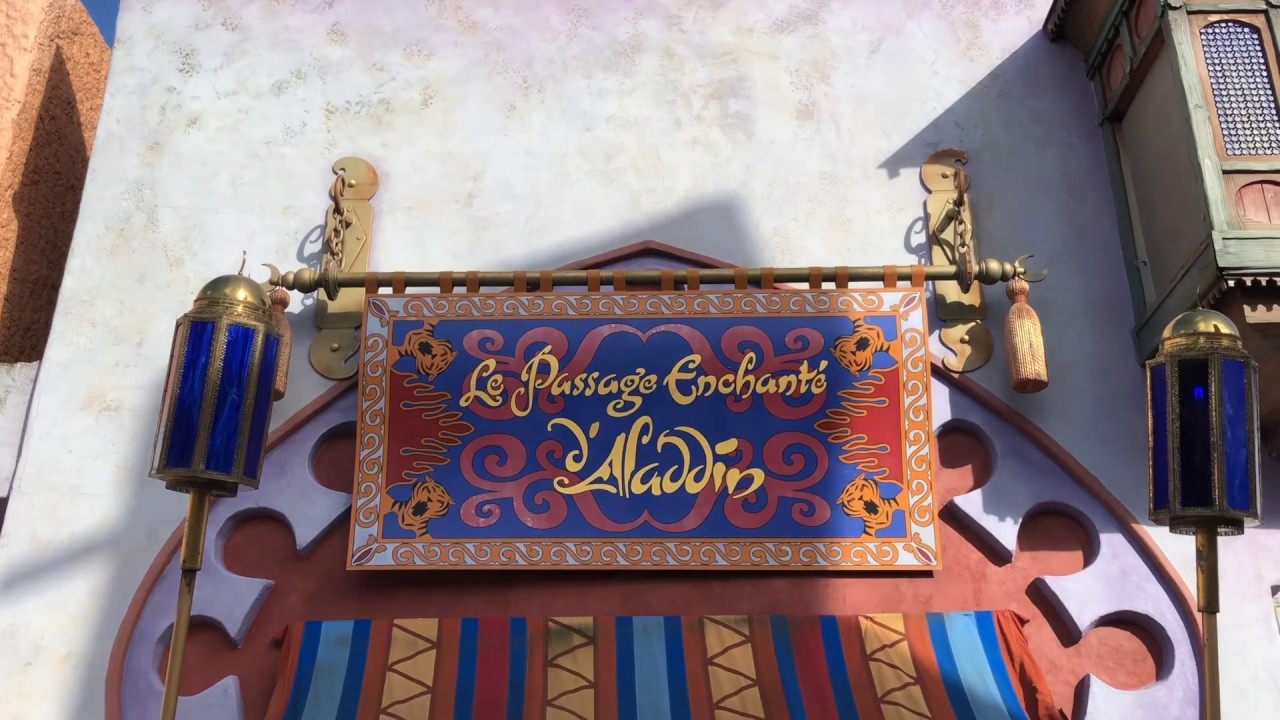 Le Passage Enchanté
d'Aladdin